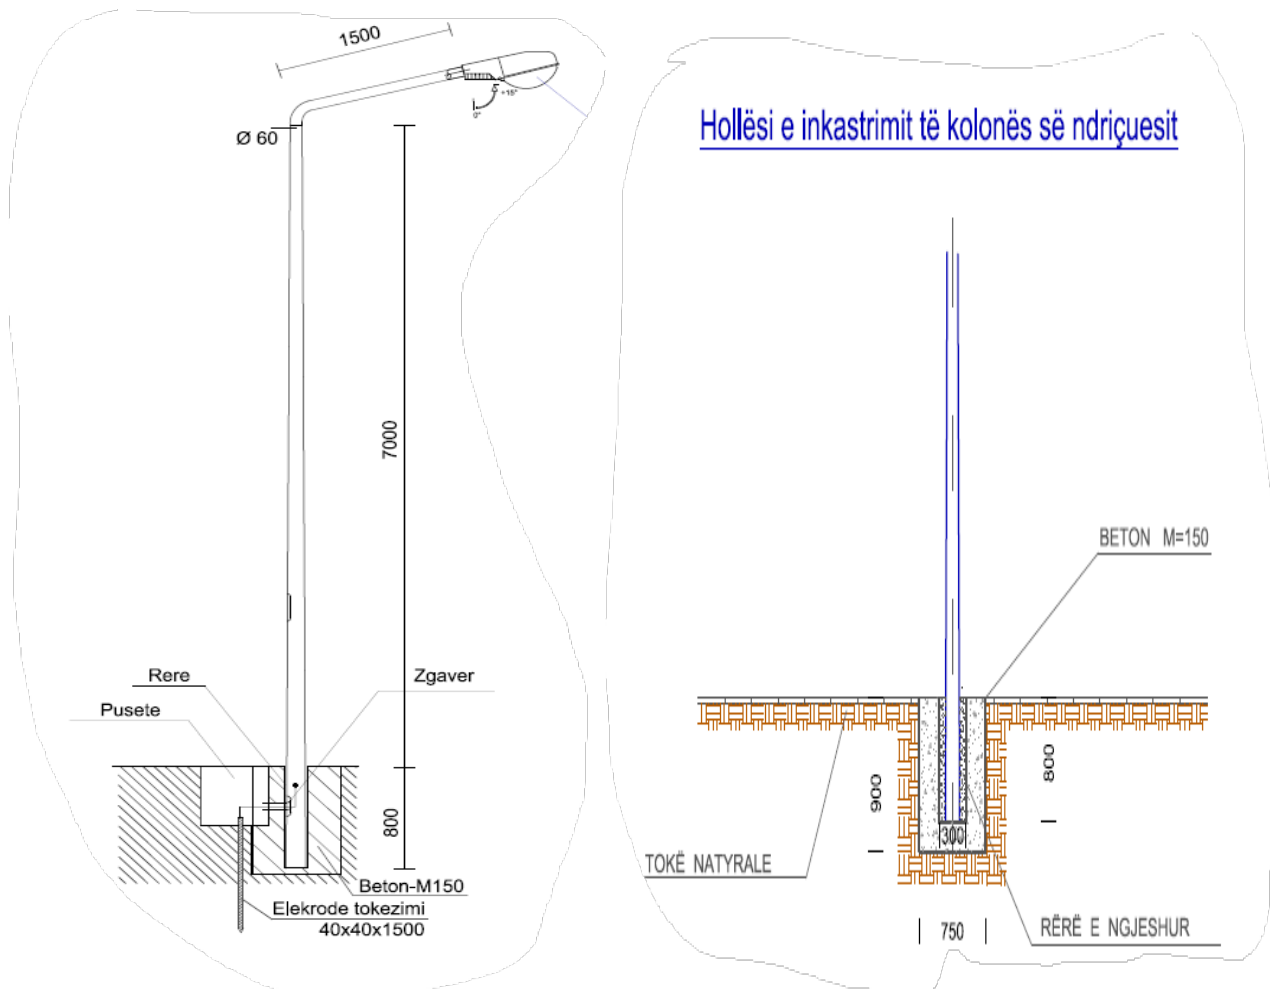 1500
+15°
0°
Ø 60
7000
Rere
Zgaver
Pusete
800
Beton-M150
Elekrode tokezimi
40x40x1500
Hollësi e inkastrimit të kolonës së ndriçuesit
BETON M=150
800
900
300
TOKË NATYRALE
RËRË E NGJESHUR
750